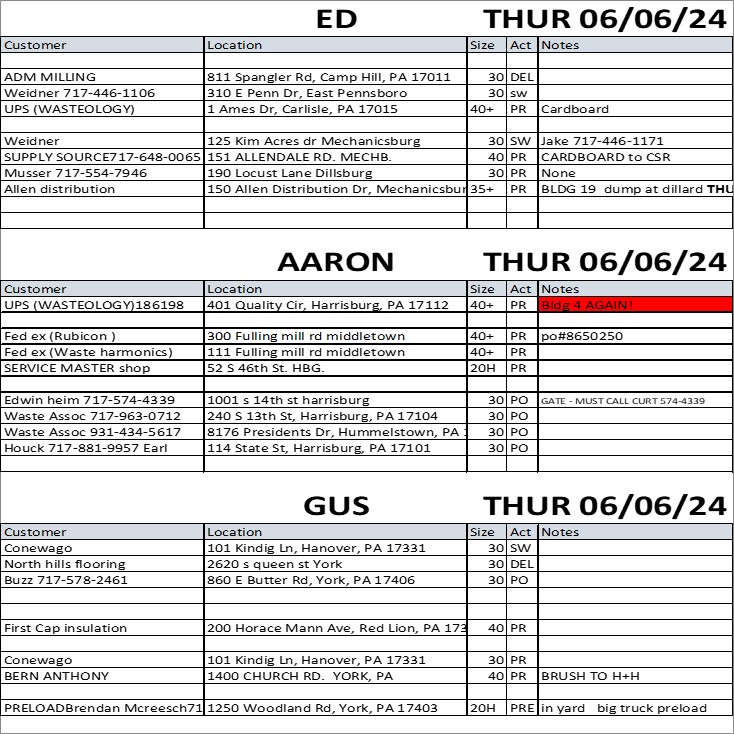 ED THUR 06/06/24
Customer Location Size Act Notes
ADM MILLING 811 Spangler Rd, Camp Hill, PA 17011 30 DEL
Weidner 717-446-1106 310 E Penn Dr, East Pennsboro 30 sw
UPS (WASTEOLOGY) 1 Ames Dr, Carlisle, PA 17015 40+ PR Cardboard
Weidner 125 Kim Acres dr Mechanicsburg 30 SW Jake 717-446-1171
SUPPLY SOURCE717-648-0065 151 ALLENDALE RD. MECHB. 40 PR CARDBOARD to CSR
Musser 717-554-7946 190 Locust Lane Dillsburg 30 PR None
Allen distribution 150 Allen Distribution Dr, Mechanicsbur 35+ PR BLDG 19 dump at dillard THU
AARON THUR 06/06/24
Customer Location Size Act Notes
UPS (WASTEOLOGY)186198 401 Quality Cir, Harrisburg, PA 17112 40+ PR Bldg 4 AGAIN!
Fed ex (Rubicon ) 300 Fulling mill rd middletown 40+ PR po#8650250
Fed ex (Waste harmonics) 111 Fulling mill rd middletown 40+ PR
SERVICE MASTER shop 52 S 46th St. HBG. 20H PR
Edwin heim 717-574-4339 1001 s 14th st harrisburg 30 PO GATE - MUST CALL CURT 574-4339
Waste Assoc 717-963-0712 240 S 13th St, Harrisburg, PA 17104 30 PO
Waste Assoc 931-434-5617 8176 Presidents Dr, Hummelstown, PA 1 30 PO
Houck 717-881-9957 Earl 114 State St, Harrisburg, PA 17101 30 PO
GUS THUR 06/06/24
Customer Location Size Act Notes
Conewago 101 Kindig Ln, Hanover, PA 17331 30 SW
North hills flooring 2620 s queen st York 30 DEL
Buzz 717-578-2461 860 E Butter Rd, York, PA 17406 30 PO
First Cap insulation 200 Horace Mann Ave, Red Lion, PA 173 40 PR
Conewago 101 Kindig Ln, Hanover, PA 17331 30 PR
BERN ANTHONY 1400 CHURCH RD. YORK, PA 40 PR BRUSH TO H+H
PRELOADBrendan Mcreesch71 1250 Woodland Rd, York, PA 17403 20H PRE in yard big truck preload